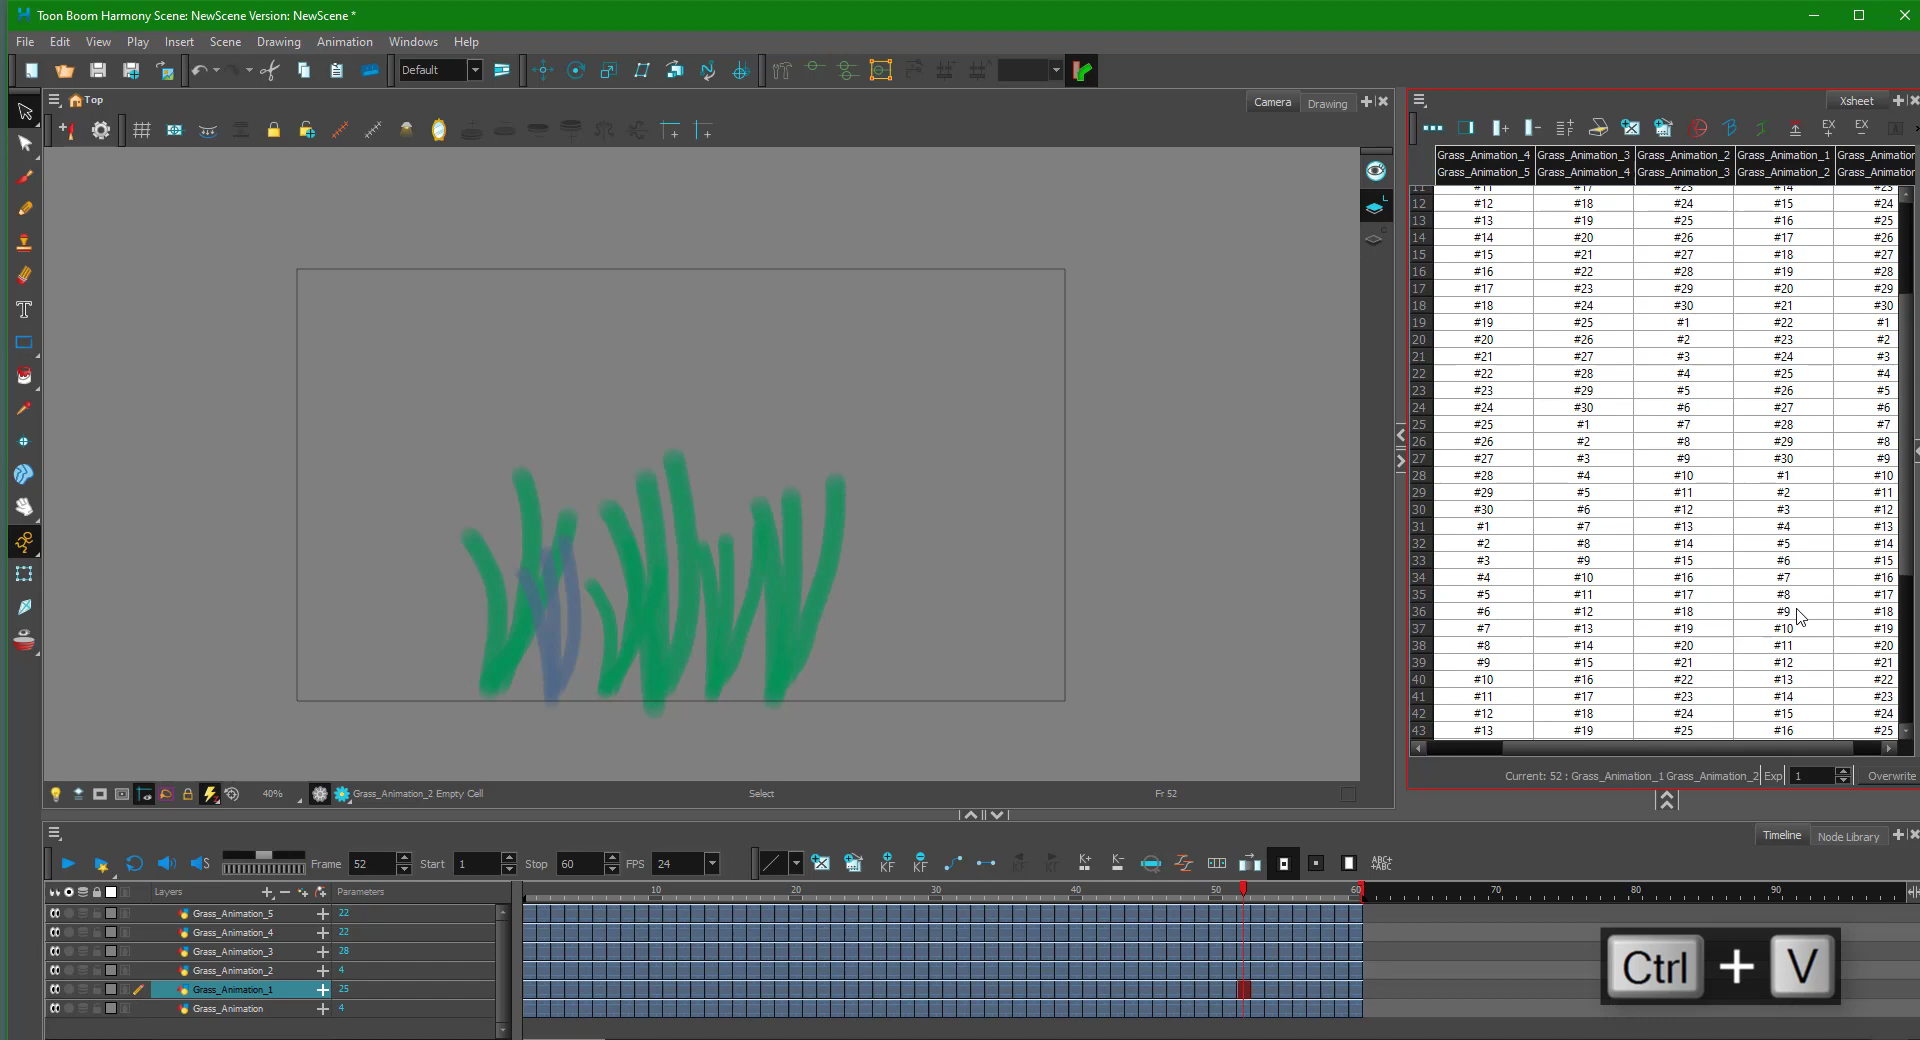 Toon Boom Harmony Scene: NewScene Version: NewScene *
File Edit View Play Insert Scene Drawing Animation Windows Help
Default
Top
Camera Drawing
Xsheet
EX EX
Grass_Animation_4 Grass_Animation_3 Grass_Animation_2 Grass_Animation_1 Grass_Animation
Grass_Animation_5 Grass_Animation_4 Grass_Animation_3 Grass_Animation_2 Grass_Animation
11 #11 #17 #23 #14 #23
12 #12 #18 #24 #15 #24
13 #13 #19 #25 #16 #25
14 #14 #20 #26 #17 #26
15 #15 #21 #27 #18 #27
16 #16 #22 #28 #19 #28
17 #17 #23 #29 #20 #29
18 #18 #24 #30 #21 #30
19 #19 #25 #1 #22 #1
20 #20 #26 #2 #23 #2
21 #21 #27 #3 #24 #3
22 #22 #28 #4 #25 #4
23 #23 #29 #5 #26 #5
24 #24 #30 #6 #27 #6
25 #25 #1 #7 #28 #7
26 #26 #2 #8 #29 #8
27 #27 #3 #9 #30 #9
28 #28 #4 #10 #1 #10
29 #29 #5 #11 #2 #11
30 #30 #6 #12 #3 #12
31 #1 #7 #13 #4 #13
32 #2 #8 #14 #5 #14
33 #3 #9 #15 #6 #15
34 #4 #10 #16 #7 #16
35 #5 #11 #17 #8 #17
36 #6 #12 #18 #9 #18
37 #7 #13 #19 #10 #19
38 #8 #14 #20 #11 #20
39 #9 #15 #21 #12 #21
40 #10 #16 #22 #13 #22
41 #11 #17 #23 #14 #23
42 #12 #18 #24 #15 #24
43 #13 #19 #25 #16 #25
Current: 52 : Grass_Animation_1 Grass_Animation_2 Exp 1 Overwrite
40% Grass_Animation_2 Empty Cell Select Fr 52
Timeline Node Library
Frame 52 Start 1 Stop 60 FPS 24
Layers Parameters
10 20 30 40 50 60 70 80 90
Grass_Animation_5 22
Grass_Animation_4 22
Grass_Animation_3 28
Grass_Animation_2 4
Grass_Animation_1 25
Grass_Animation 4
Ctrl + V